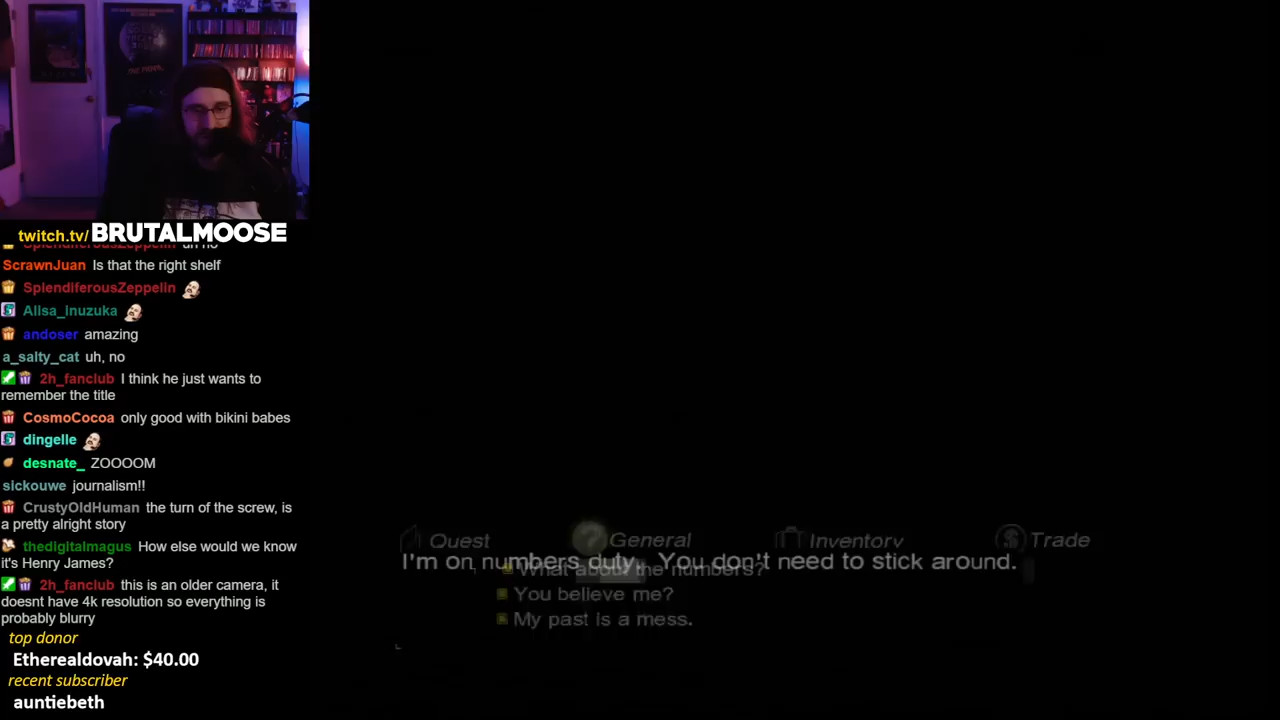 twitch.tv/BRUTALMOOSE
SplendiferousZeppelin uh no
ScrawnJuan Is that the right shelf
SplendiferousZeppelin
Alisa_inuzuka
andoser amazing
a_salty_cat uh, no
2h_fanclub I think he just wants to
remember the title
CosmoCocoa only good with bikini babes
dingelle
desnate_ ZOOOOM
sickouwe journalism!!
CrustyOldHuman the turn of the screw, is
a pretty alright story
thedigitalmagus How else would we know
it's Henry James?
2h_fanclub this is an older camera, it
doesnt have 4k resolution so everything is
probably blurry
top donor
Etherealdovah: $40.00
recent subscriber
auntiebeth
Quest General Inventory Trade
I'm on numbers duty. You don't need to stick around.
What about the numbers?
You believe me?
My past is a mess.